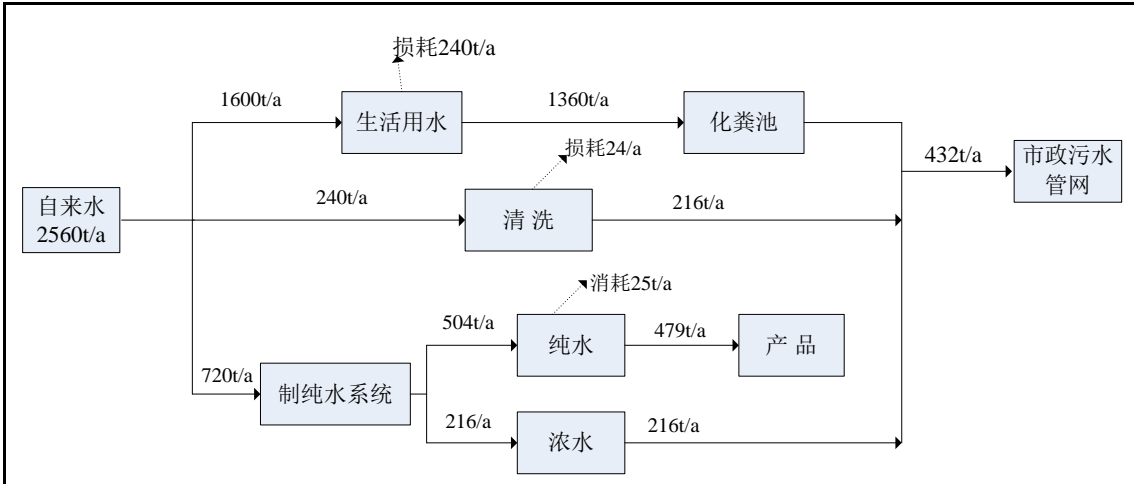 损耗240t/a
1600t/a
生活用水
1360t/a
化粪池
损耗24/a
432t/a
市政污水
管网
自来水
2560t/a
240t/a
清 洗
216t/a
消耗25t/a
504t/a
纯水
479t/a
产 品
720t/a
制纯水系统
216/a
浓水
216t/a